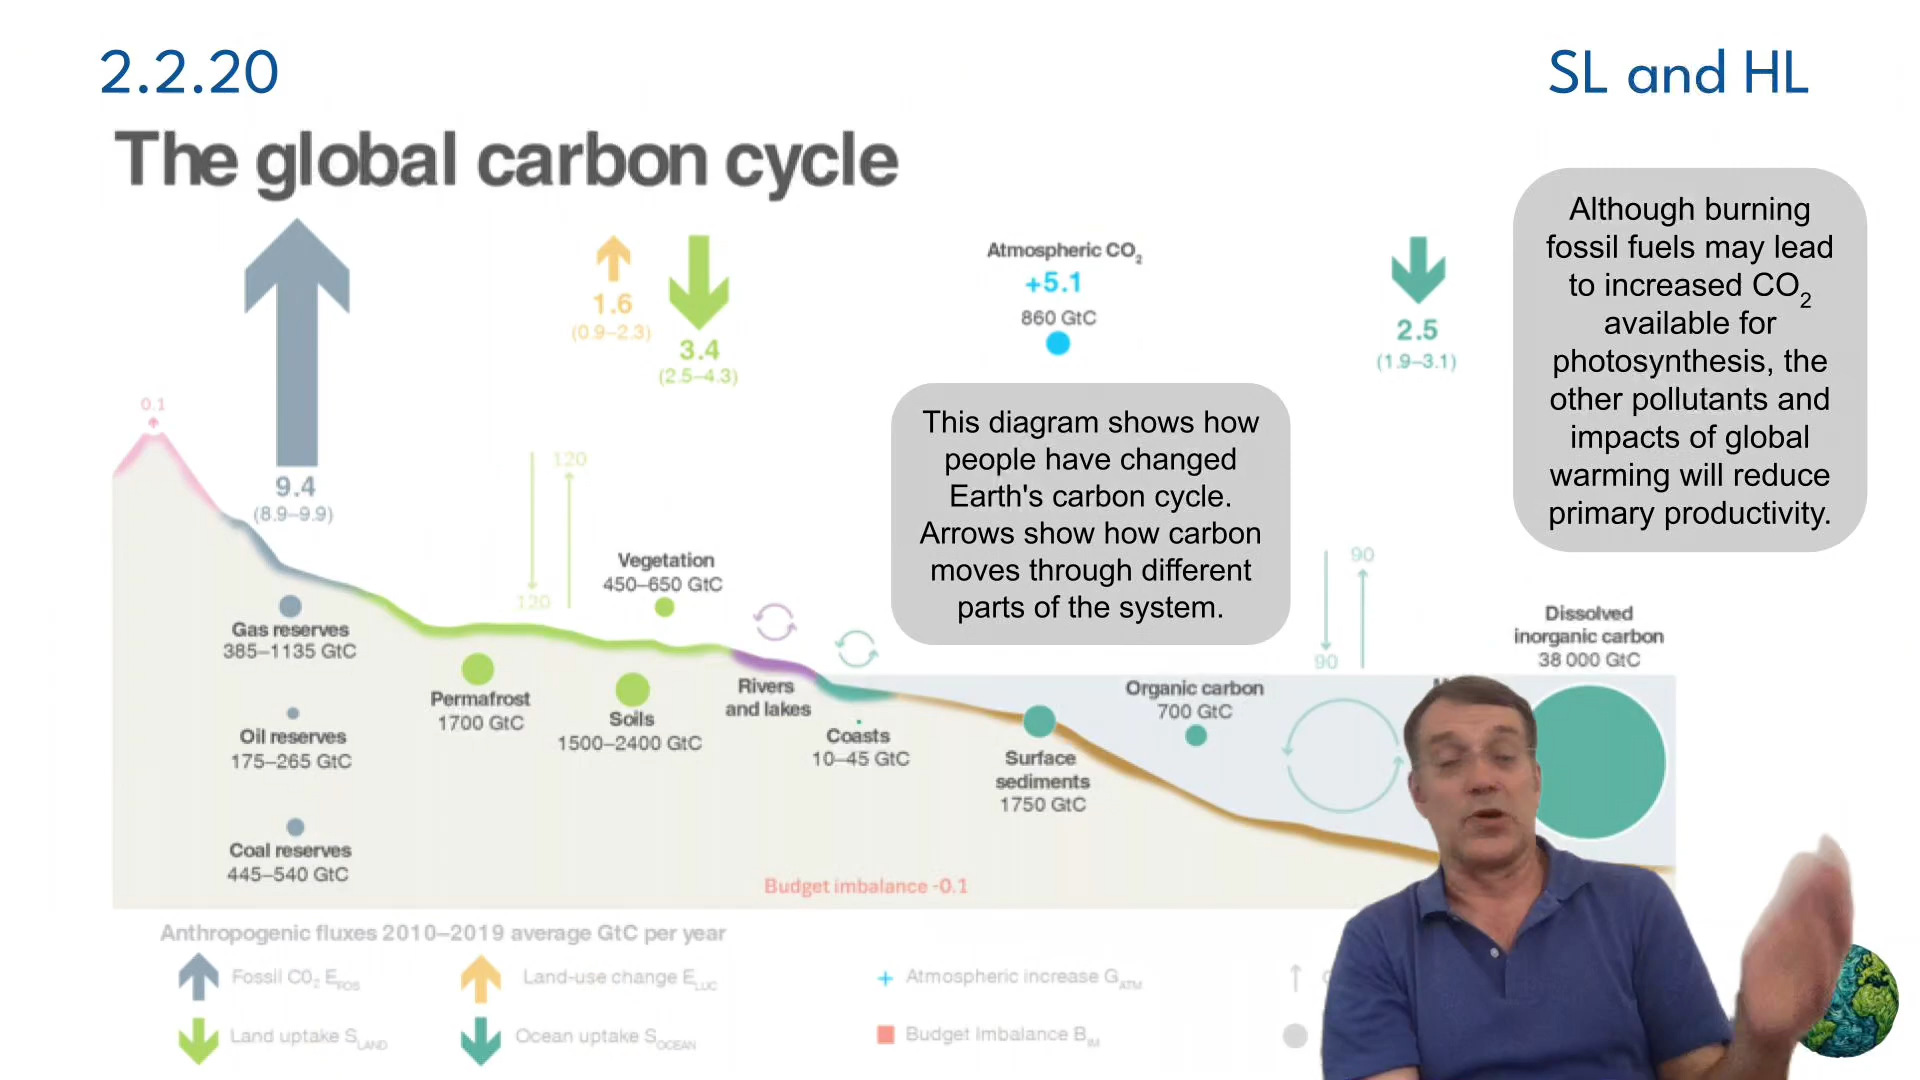 2.2.20
SL and HL
The global carbon cycle
Although burning
fossil fuels may lead
to increased CO2
available for
photosynthesis, the
other pollutants and
impacts of global
warming will reduce
primary productivity.
Atmospheric CO2
+5.1
860 GtC
1.6
(0.9–2.3)
3.4
(2.5–4.3)
2.5
(1.9–3.1)
0.1
9.4
(8.9–9.9)
This diagram shows how
people have changed
Earth's carbon cycle.
Arrows show how carbon
moves through different
parts of the system.
120
120
Vegetation
450–650 GtC
90
90
Gas reserves
385–1135 GtC
Dissolved
inorganic carbon
38 000 GtC
Permafrost
1700 GtC
Soils
1500–2400 GtC
Rivers
and lakes
Organic carbon
700 GtC
Oil reserves
175–265 GtC
Coasts
10–45 GtC
Surface
sediments
1750 GtC
Coal reserves
445–540 GtC
Budget imbalance -0.1
Anthropogenic fluxes 2010–2019 average GtC per year
Fossil CO2 EFOS
Land-use change ELUC
+ Atmospheric increase GATM
Land uptake SLAND
Ocean uptake SOCEAN
Budget Imbalance BIM